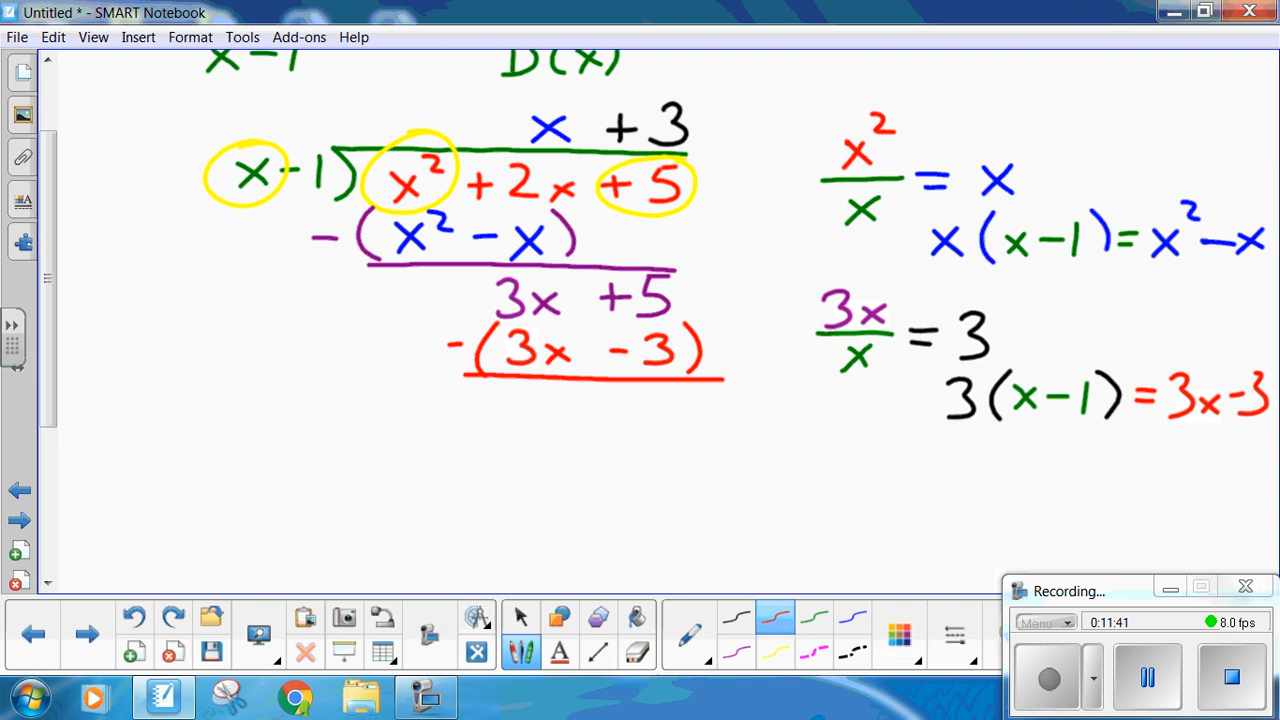 Untitled * - SMART Notebook
File Edit View Insert Format Tools Add-ons Help
x - 1 D(x)
x + 3
x - 1 ) x² + 2x + 5
- ( x² - x )
3x + 5
- ( 3x - 3 )
x² / x = x
x ( x - 1 ) = x² - x
3x / x = 3
3 ( x - 1 ) = 3x - 3
Recording...
Menu 0:11:41 8.0 fps
A